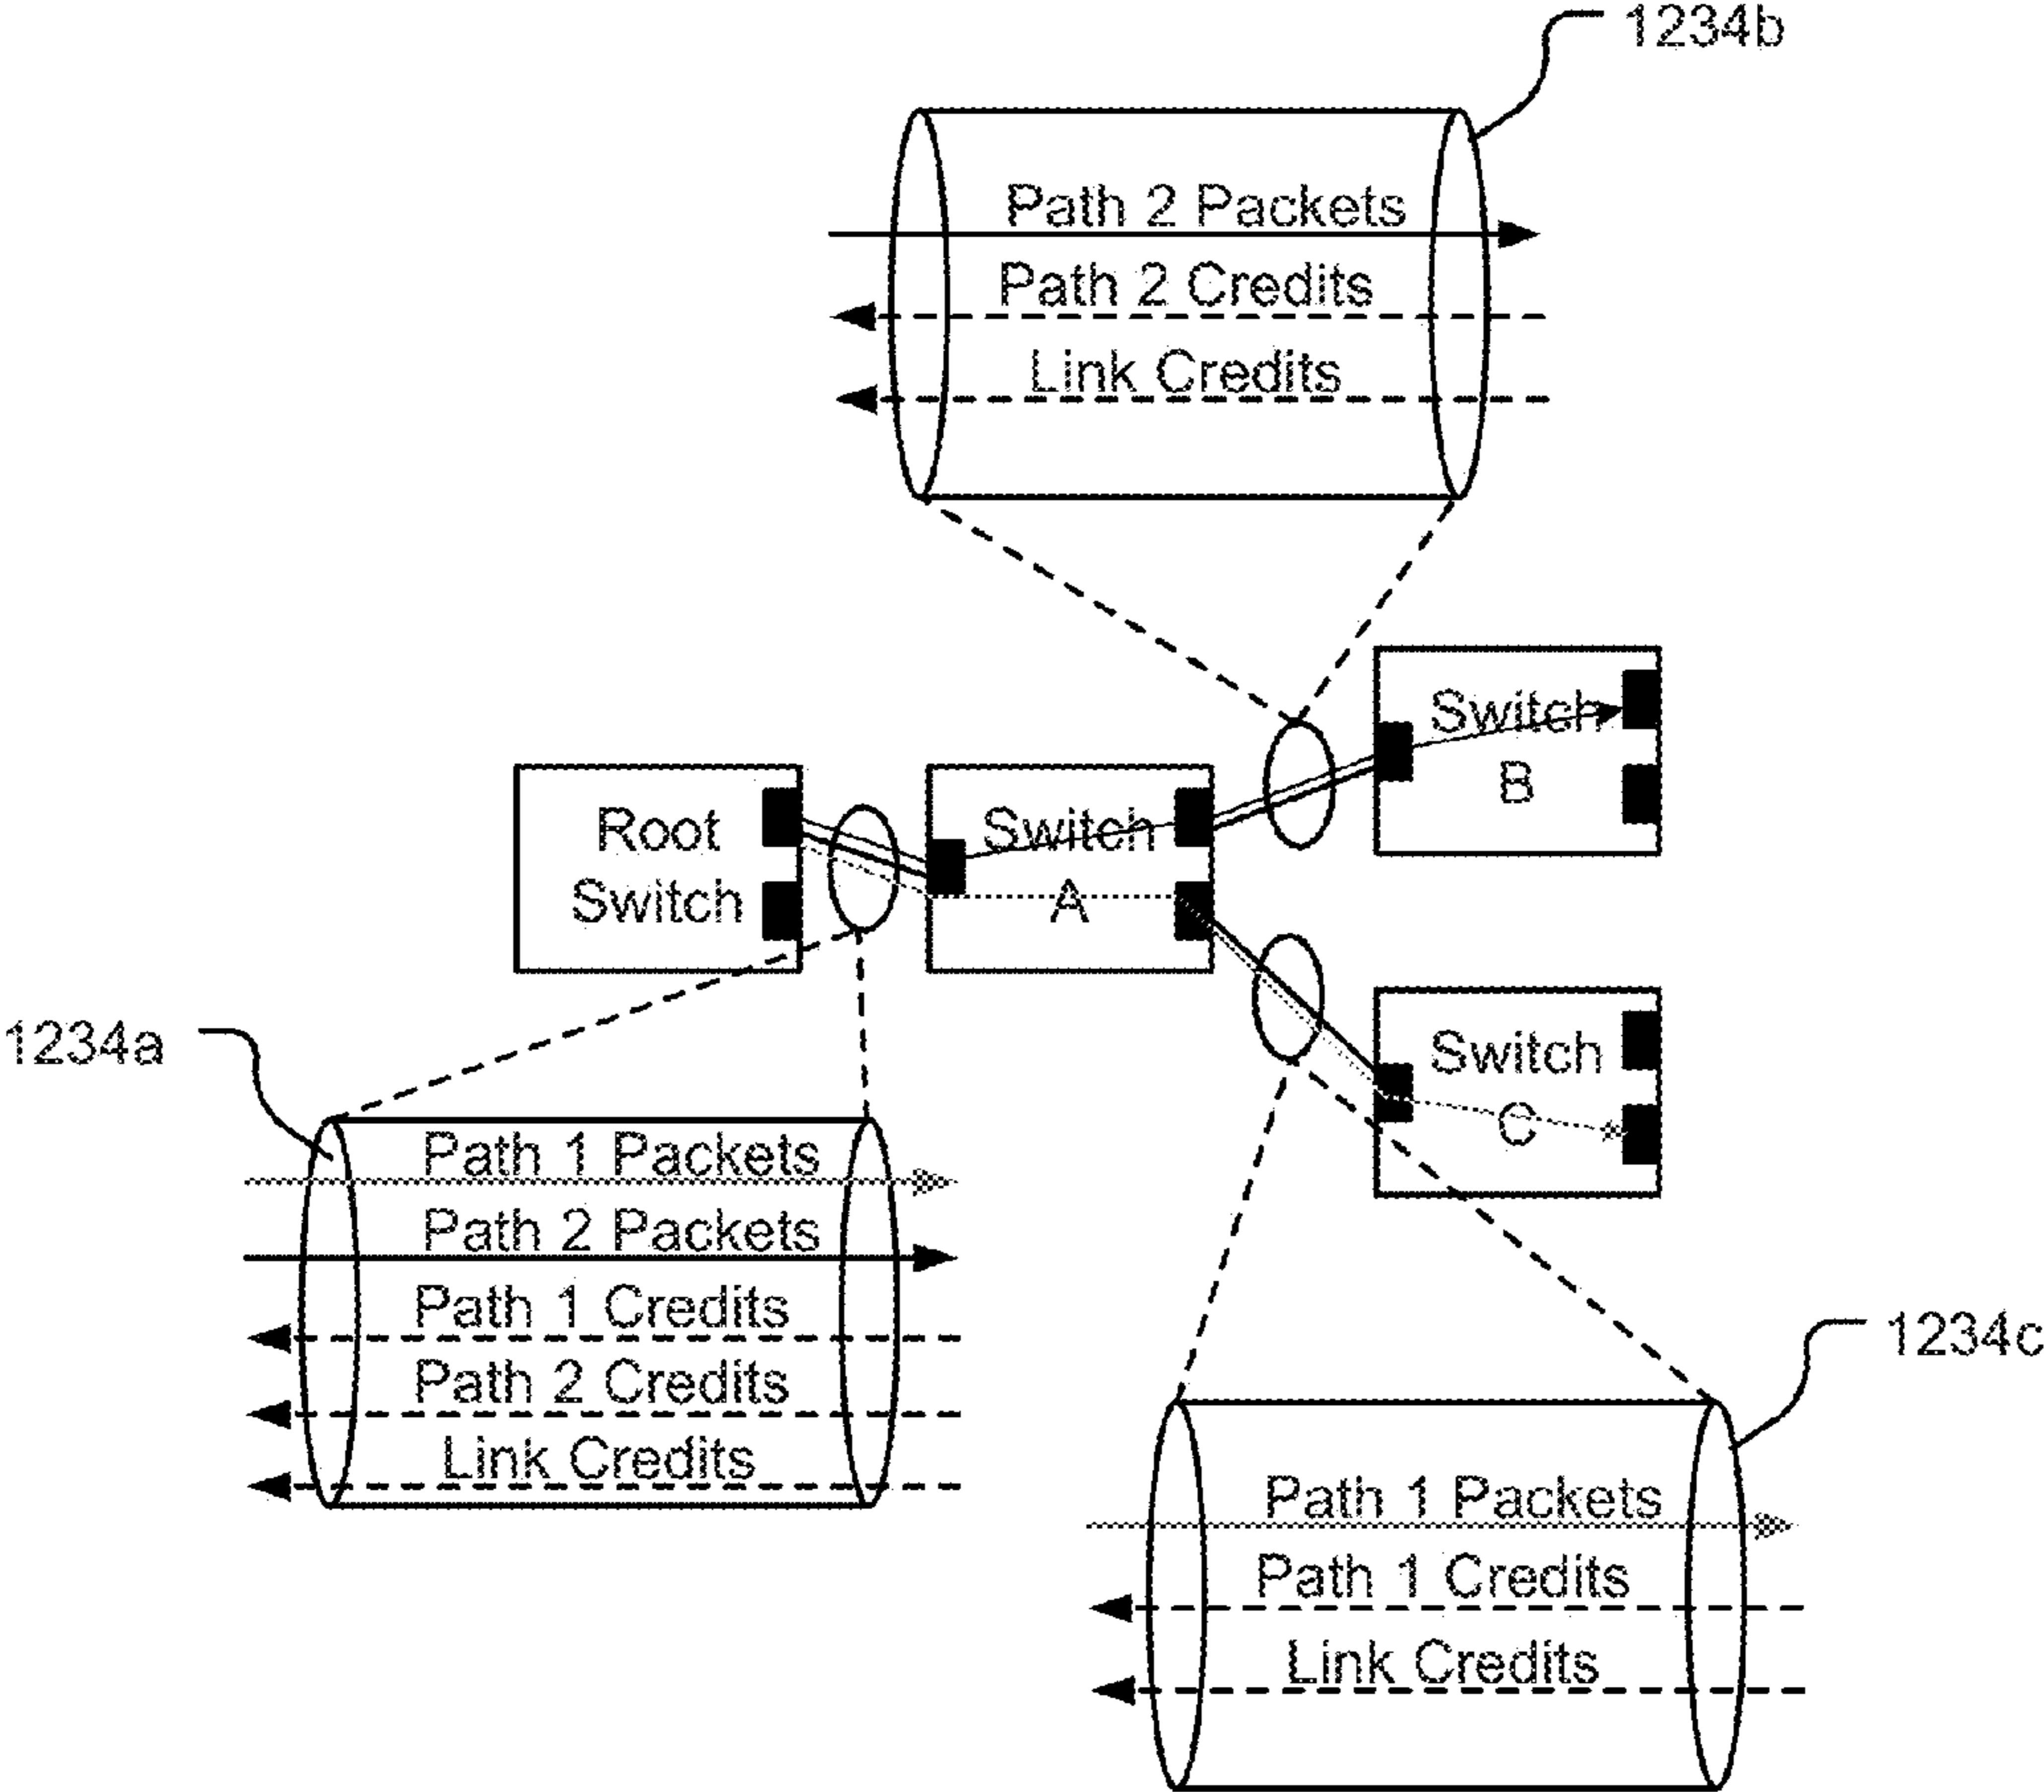 1234b
Path 2 Packets
Path 2 Credits
Link Credits
Switch
B
Root
Switch
Switch
A
Switch
C
1234a
Path 1 Packets
Path 2 Packets
Path 1 Credits
Path 2 Credits
Link Credits
1234c
Path 1 Packets
Path 1 Credits
Link Credits